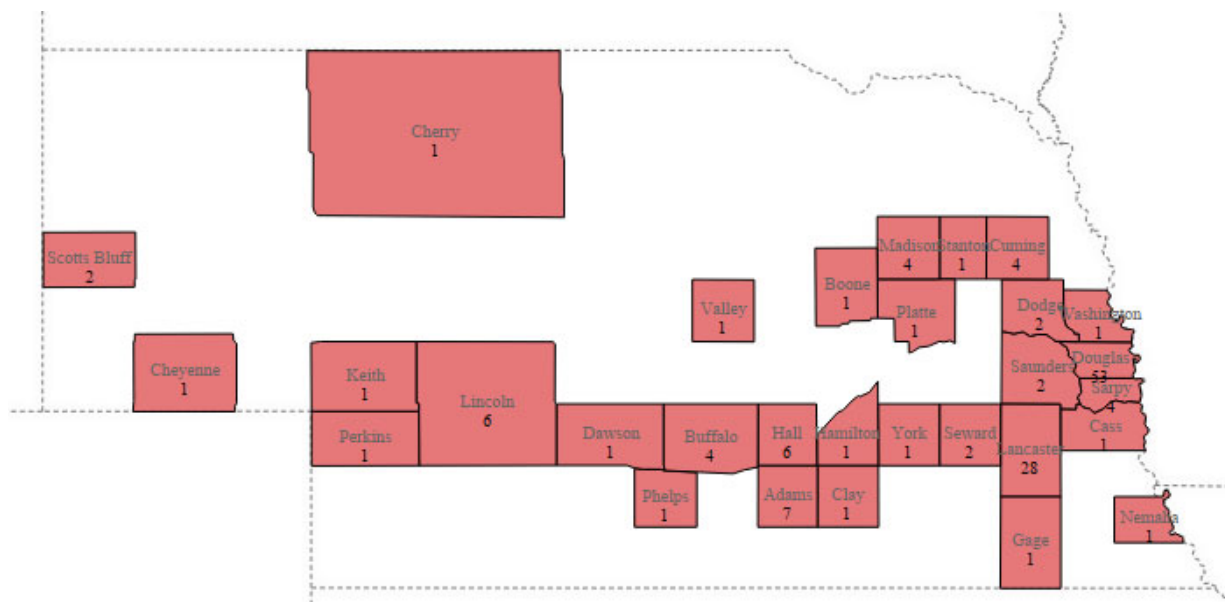 Cherry
1
Scotts Bluff
2
Cheyenne
1
Keith
1
Perkins
1
Lincoln
6
Valley
1
Boone
1
Madison
4
Stanton
1
Cuming
4
Platte
1
Dodge
2
Washington
1
Douglas
53
Saunders
2
Sarpy
4
Cass
1
Dawson
1
Buffalo
4
Hall
6
Hamilton
1
York
1
Seward
2
Lancaster
28
Phelps
1
Adams
7
Clay
1
Gage
1
Nemaha
1